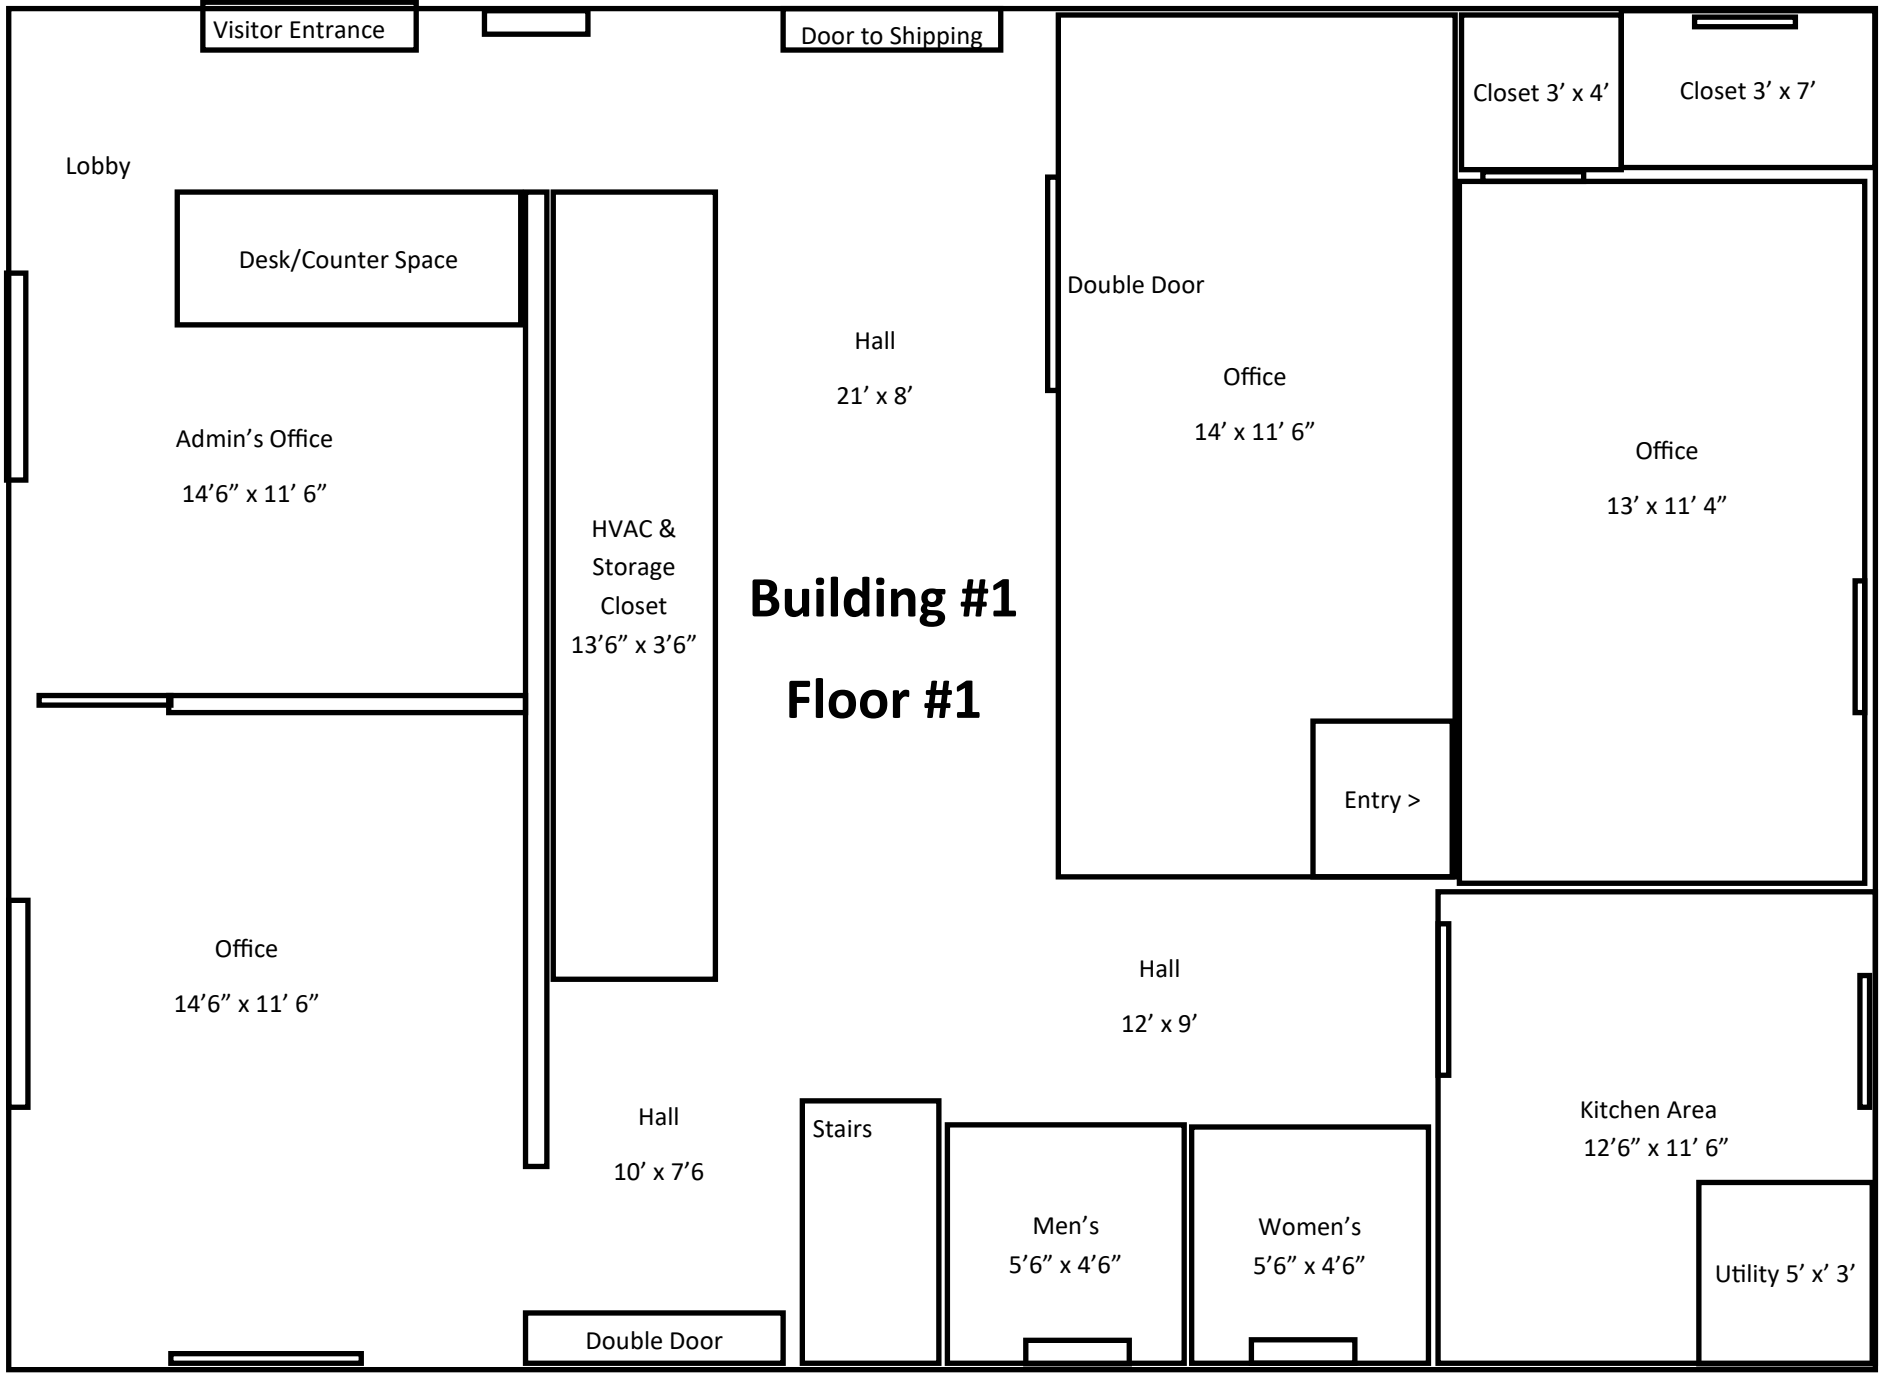 Visitor Entrance
Door to Shipping
Closet 3’ x 4’
Closet 3’ x 7’
Lobby
Desk/Counter Space
Double Door
Hall
21’ x 8’
Office
14’ x 11’ 6”
Office
13’ x 11’ 4”
Admin’s Office
14’6” x 11’ 6”
HVAC &
Storage
Closet
13’6” x 3’6”
Building #1
Floor #1
Entry >
Office
14’6” x 11’ 6”
Hall
12’ x 9’
Hall
10’ x 7’6
Stairs
Kitchen Area
12’6” x 11’ 6”
Men’s
5’6” x 4’6”
Women’s
5’6” x 4’6”
Utility 5’ x’ 3’
Double Door